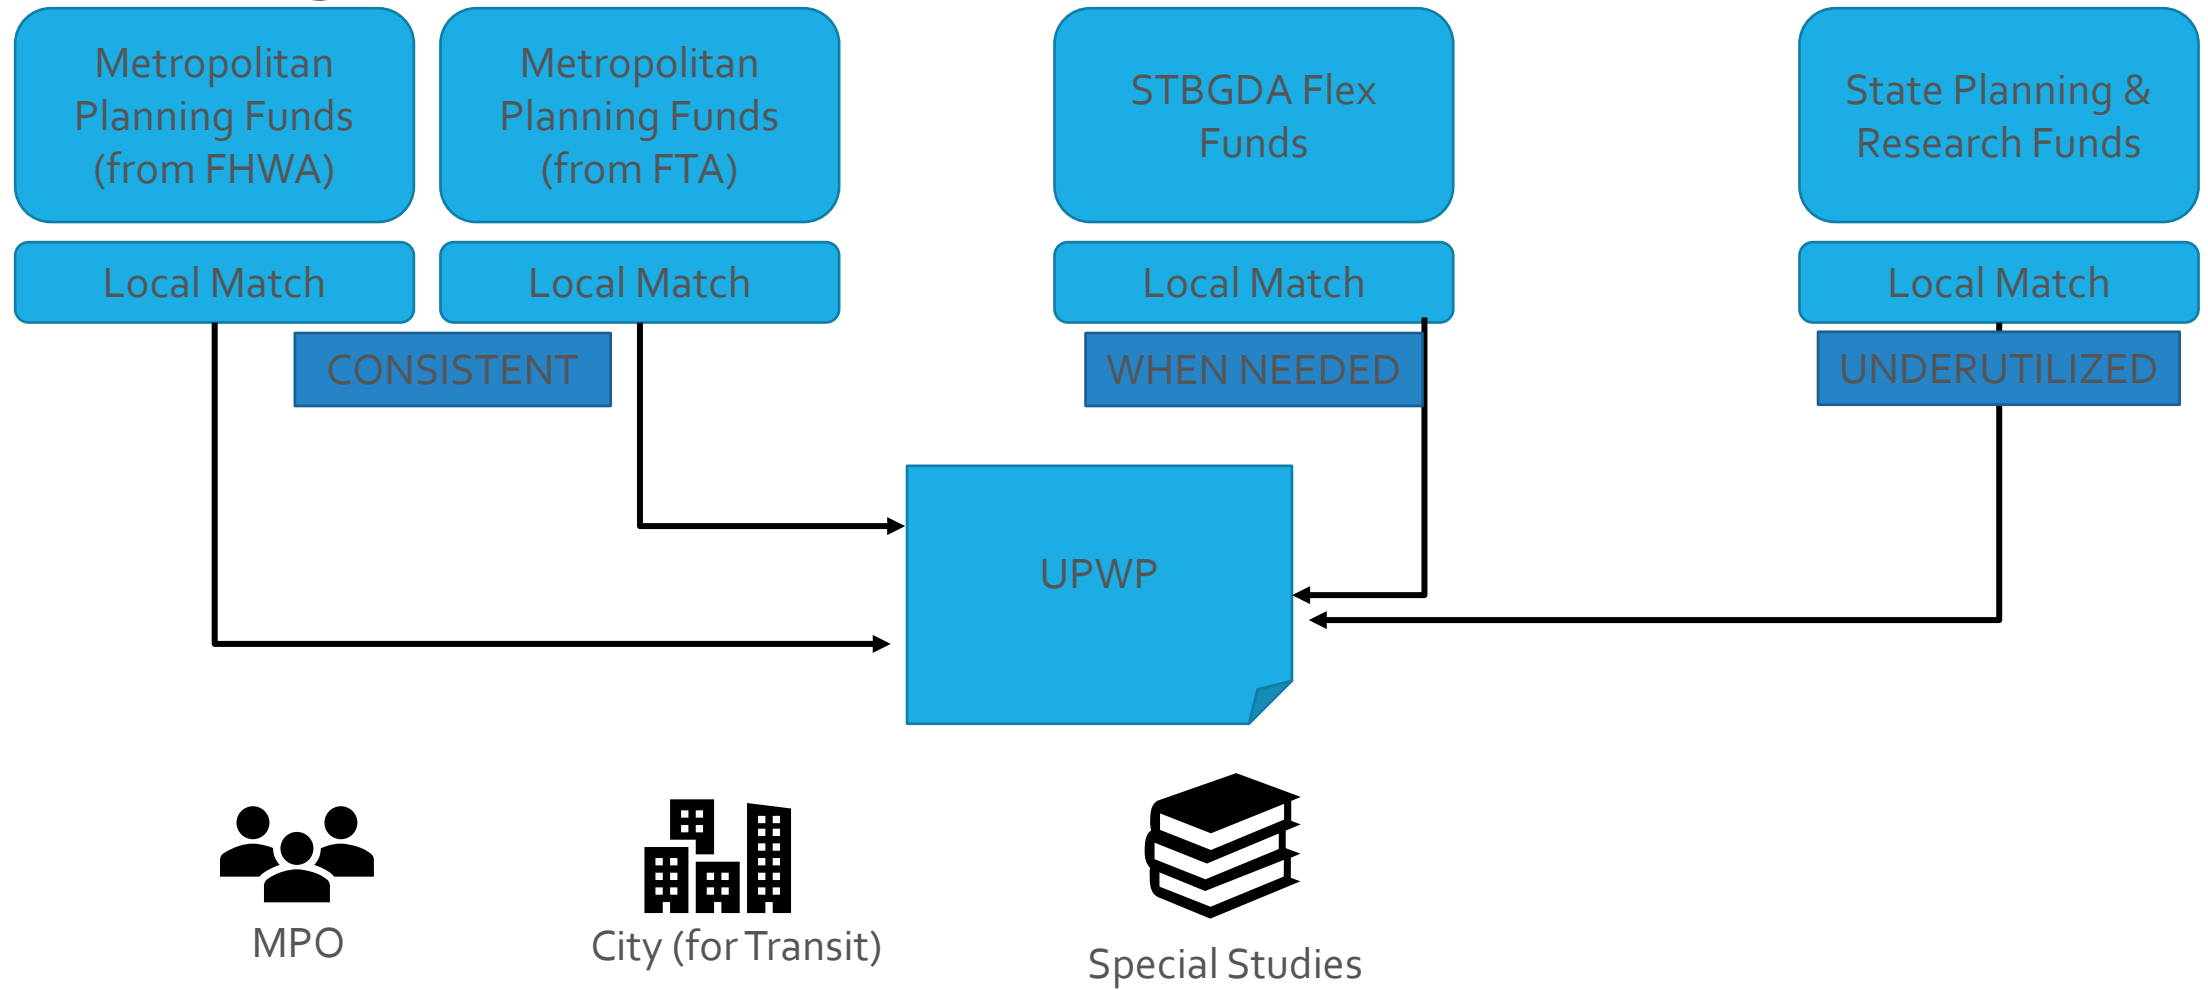 Metropolitan
Planning Funds
(from FHWA)
Metropolitan
Planning Funds
(from FTA)
STBGDA Flex
Funds
State Planning &
Research Funds
Local Match
Local Match
Local Match
Local Match
CONSISTENT
WHEN NEEDED
UNDERUTILIZED
UPWP
MPO
City (for Transit)
Special Studies